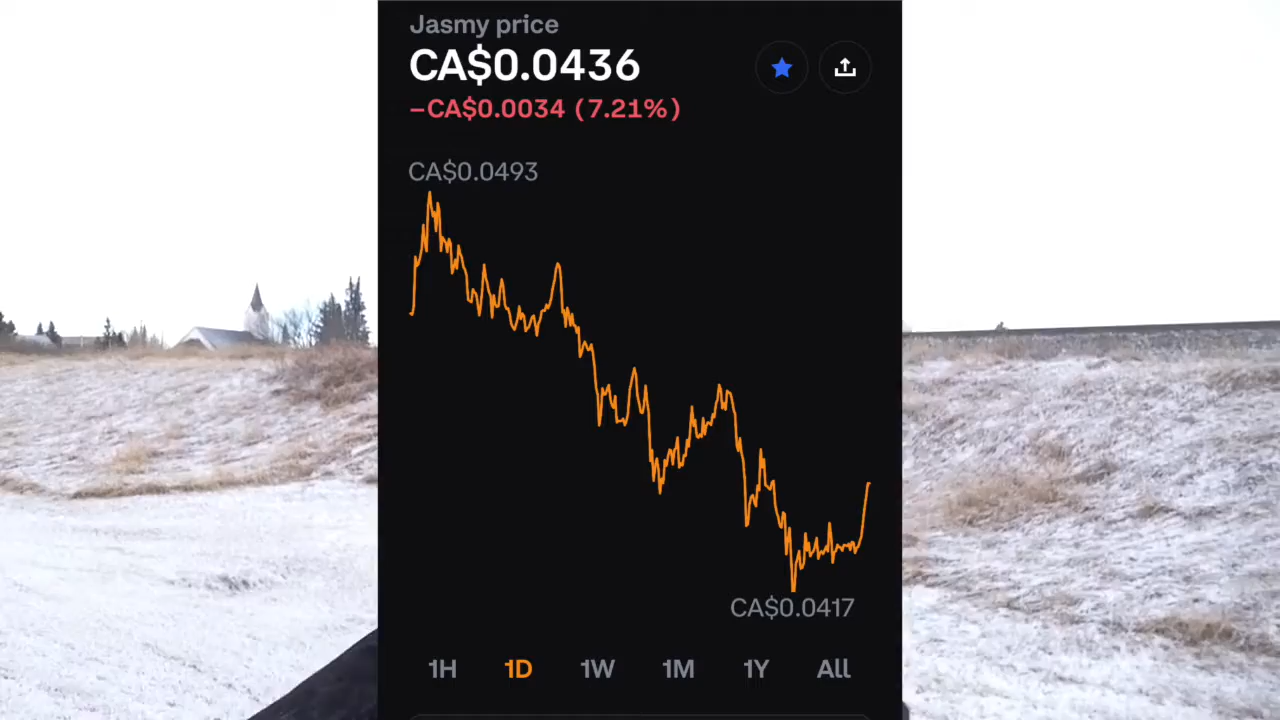 Jasmy price
CA$0.0436
–CA$0.0034 (7.21%)
CA$0.0493
CA$0.0417
1H 1D 1W 1M 1Y All